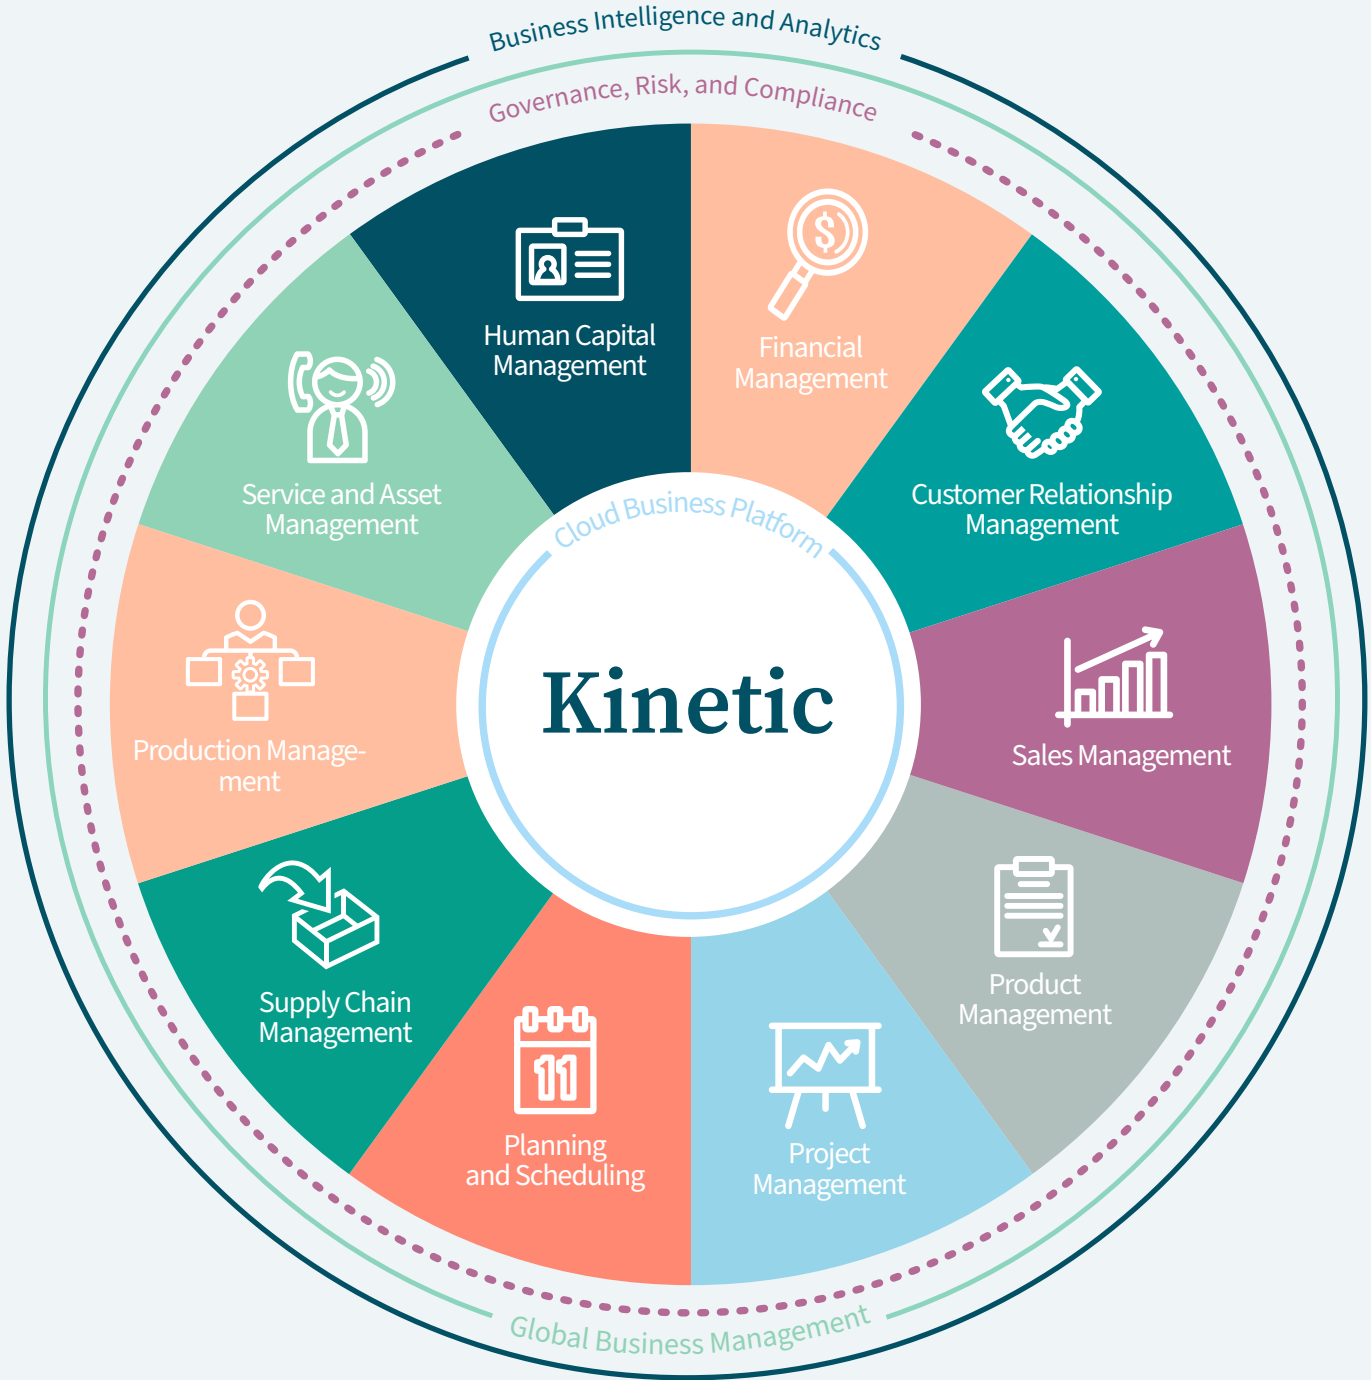 Business Intelligence and Analytics
Governance, Risk, and Compliance
Human Capital
Management
$
Financial
Management
Customer Relationship
Management
Sales Management
Product
Management
Project
Management
11
Planning
and Scheduling
Supply Chain
Management
Production Manage-
ment
Service and Asset
Management
Cloud Business Platform
Kinetic
Global Business Management